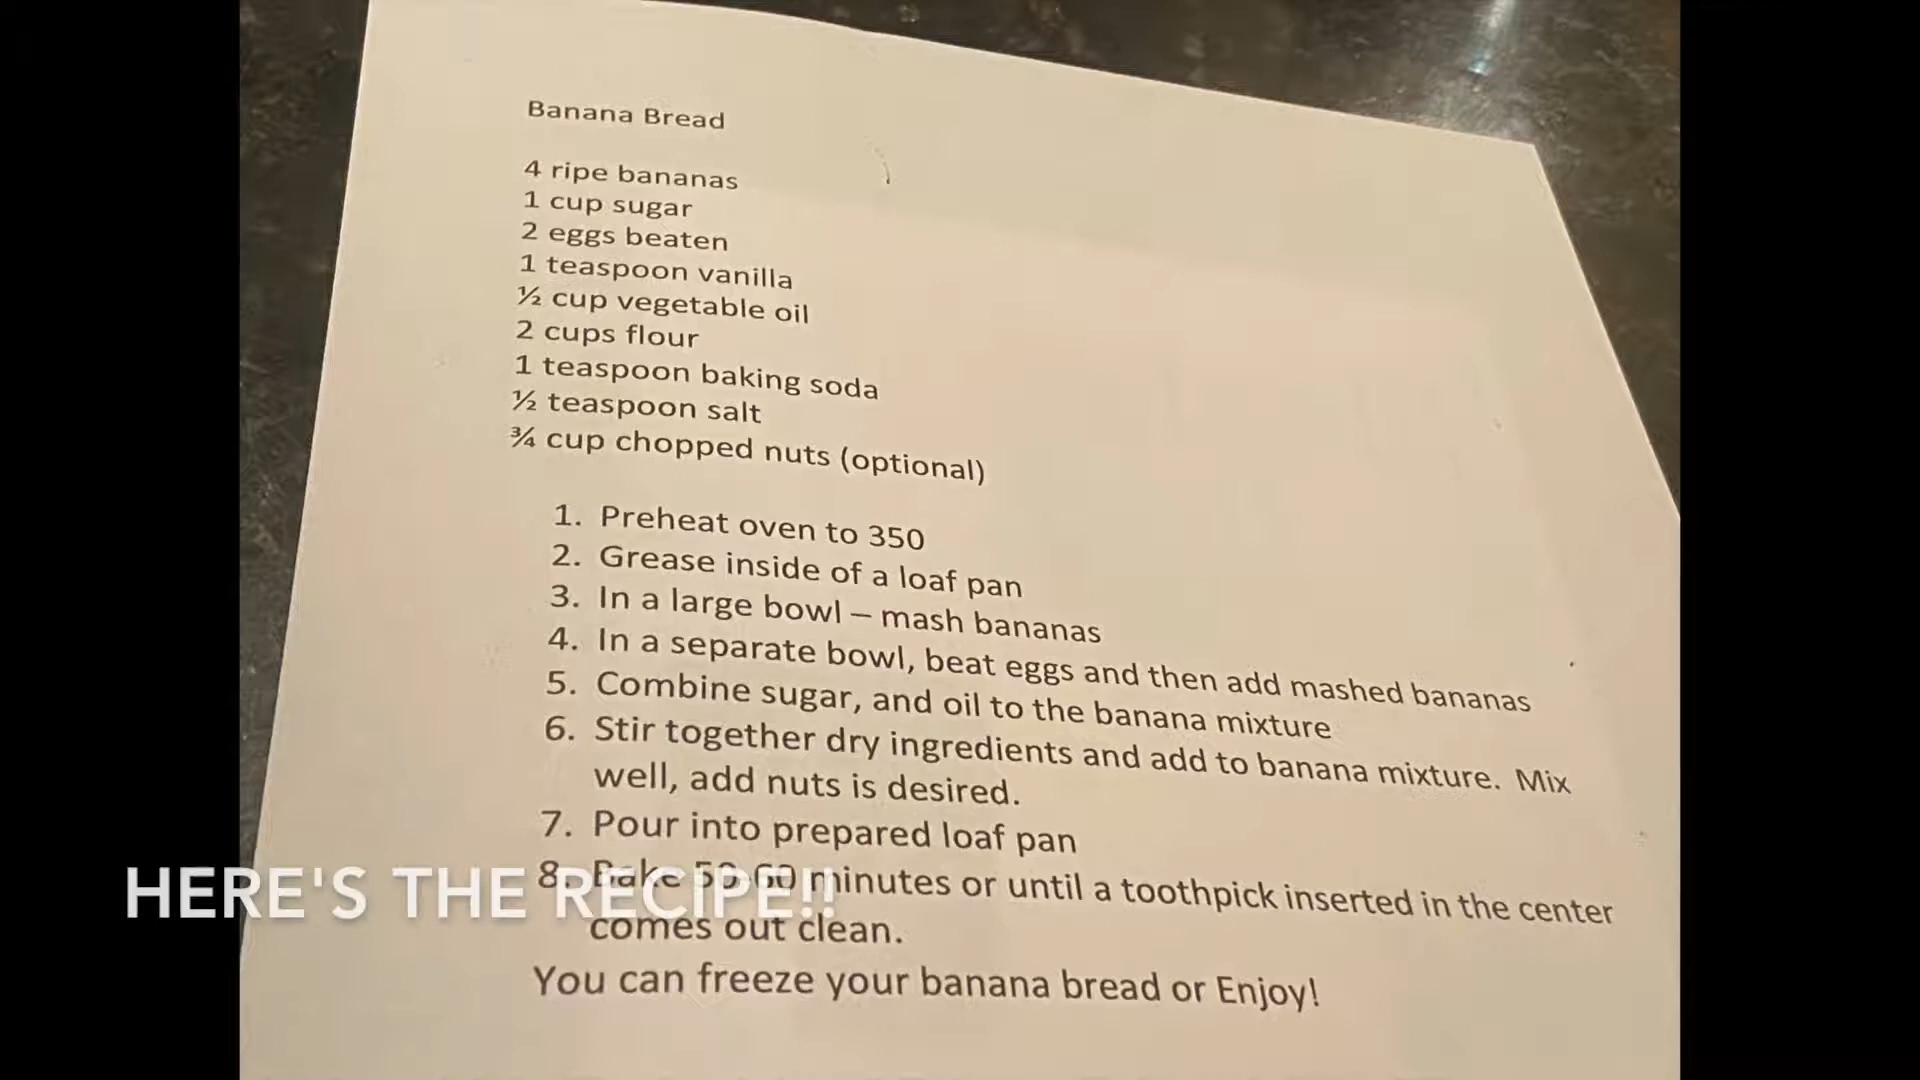 Banana Bread
4 ripe bananas
1 cup sugar
2 eggs beaten
1 teaspoon vanilla
½ cup vegetable oil
2 cups flour
1 teaspoon baking soda
½ teaspoon salt
¾ cup chopped nuts (optional)
1. Preheat oven to 350
2. Grease inside of a loaf pan
3. In a large bowl – mash bananas
4. In a separate bowl, beat eggs and then add mashed bananas
5. Combine sugar, and oil to the banana mixture
6. Stir together dry ingredients and add to banana mixture. Mix
well, add nuts is desired.
7. Pour into prepared loaf pan
8. Bake 50-60 minutes or until a toothpick inserted in the center
comes out clean.
You can freeze your banana bread or Enjoy!
HERE'S THE RECIPE!!